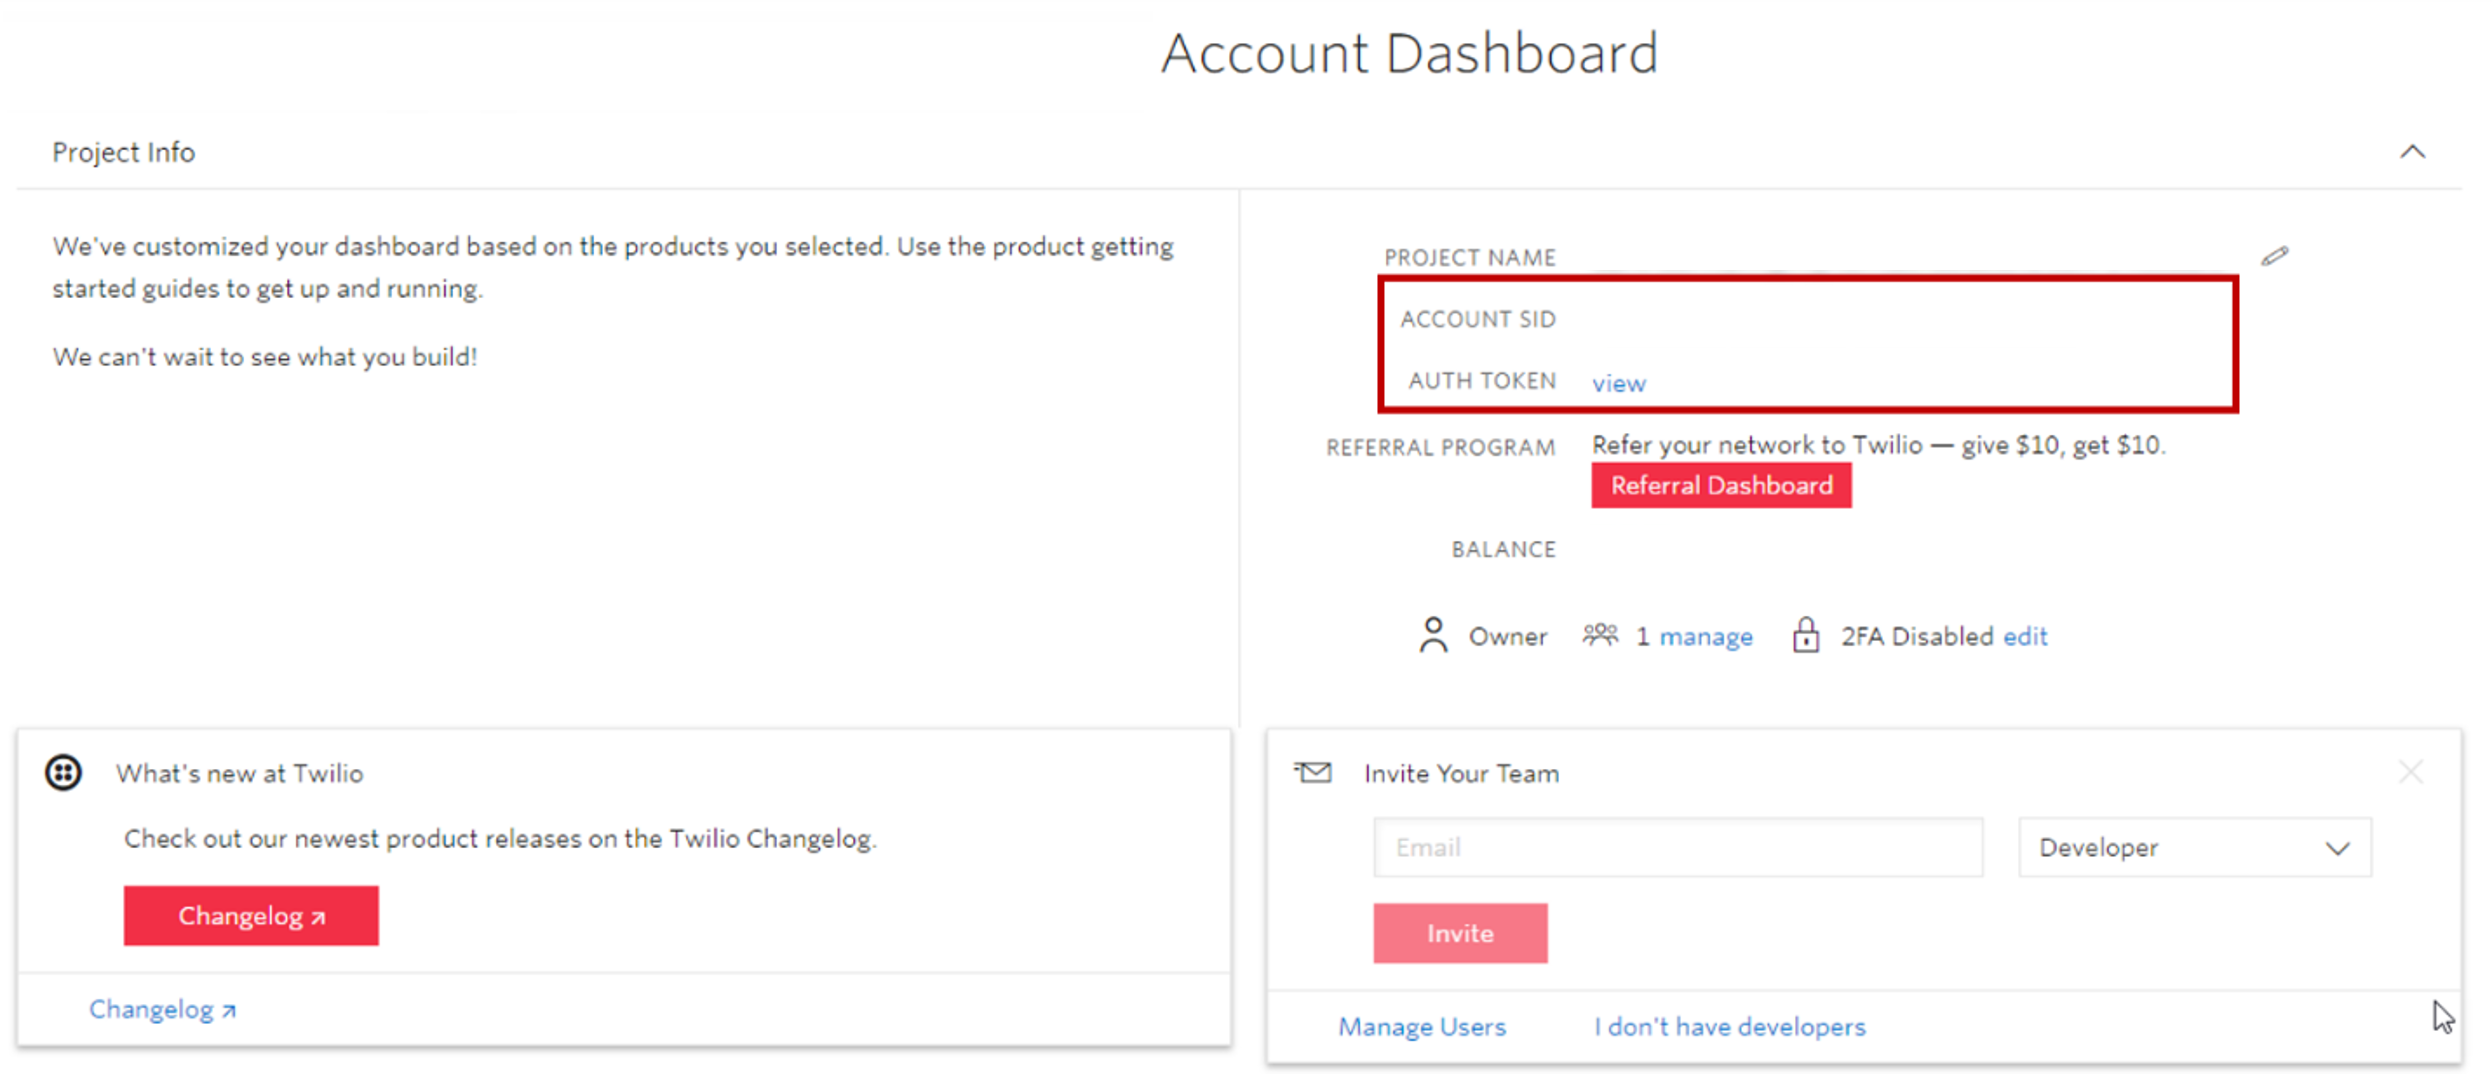 Account Dashboard
Project Info
We've customized your dashboard based on the products you selected. Use the product getting
started guides to get up and running.
We can't wait to see what you build!
PROJECT NAME
ACCOUNT SID
AUTH TOKEN view
REFERRAL PROGRAM Refer your network to Twilio — give $10, get $10.
Referral Dashboard
BALANCE
Owner 1 manage 2FA Disabled edit
What's new at Twilio
Check out our newest product releases on the Twilio Changelog.
Changelog ↗
Changelog ↗
Invite Your Team
Email Developer
Invite
Manage Users I don't have developers